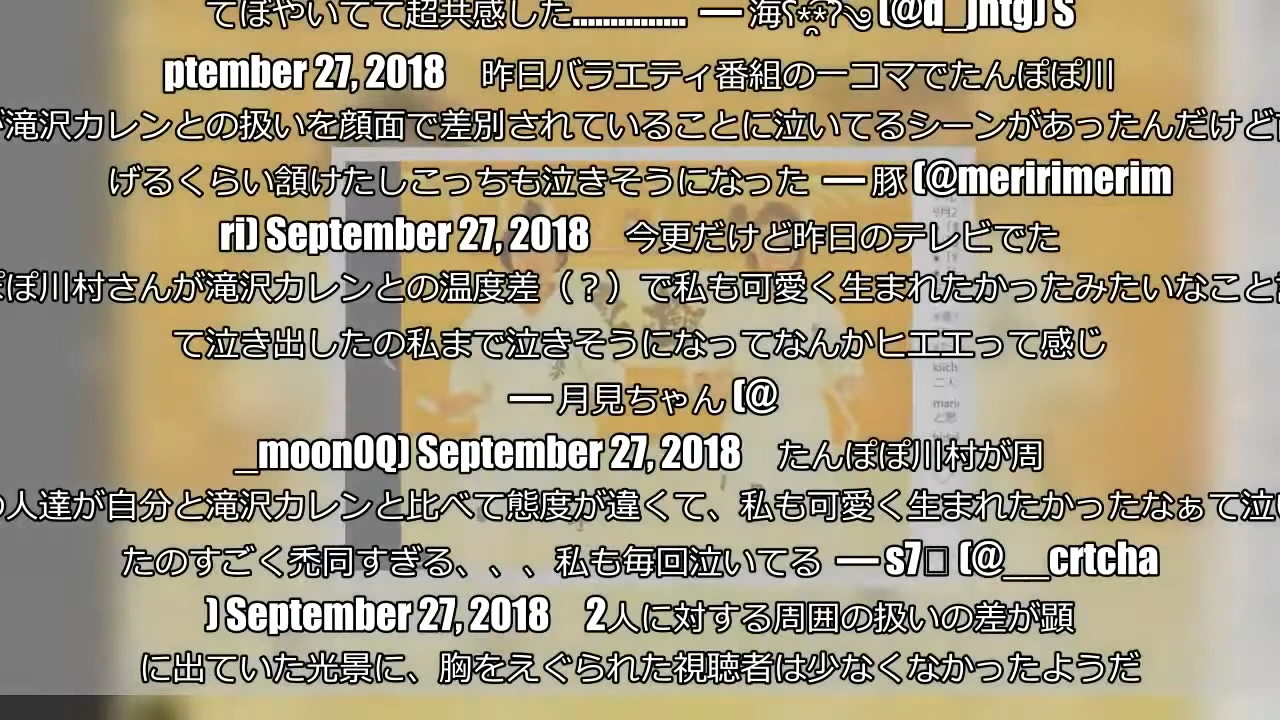 てぼやいてて超共感した............... — 海 (@d_jhtg) S
ptember 27, 2018 昨日バラエティ番組の一コマでたんぽぽ川
が滝沢カレンとの扱いを顔面で差別されていることに泣いてるシーンがあったんだけど
げるくらい頷けたしこっちも泣きそうになった — 豚 (@meririmerim
ri) September 27, 2018 今更だけど昨日のテレビでた
ぽぽ川村さんが滝沢カレンとの温度差（？）で私も可愛く生まれたかったみたいなこと
て泣き出したの私まで泣きそうになってなんかヒエエって感じ
— 月見ちゃん (@
_moon0Q) September 27, 2018 たんぽぽ川村が周
の人達が自分と滝沢カレンと比べて態度が違くて、私も可愛く生まれたかったなぁて泣い
たのすごく禿同すぎる、、、私も毎回泣いてる — s7 (@__crtcha
) September 27, 2018 2人に対する周囲の扱いの差が顕
に出ていた光景に、胸をえぐられた視聴者は少なくなかったようだ
kiich
二人
mari